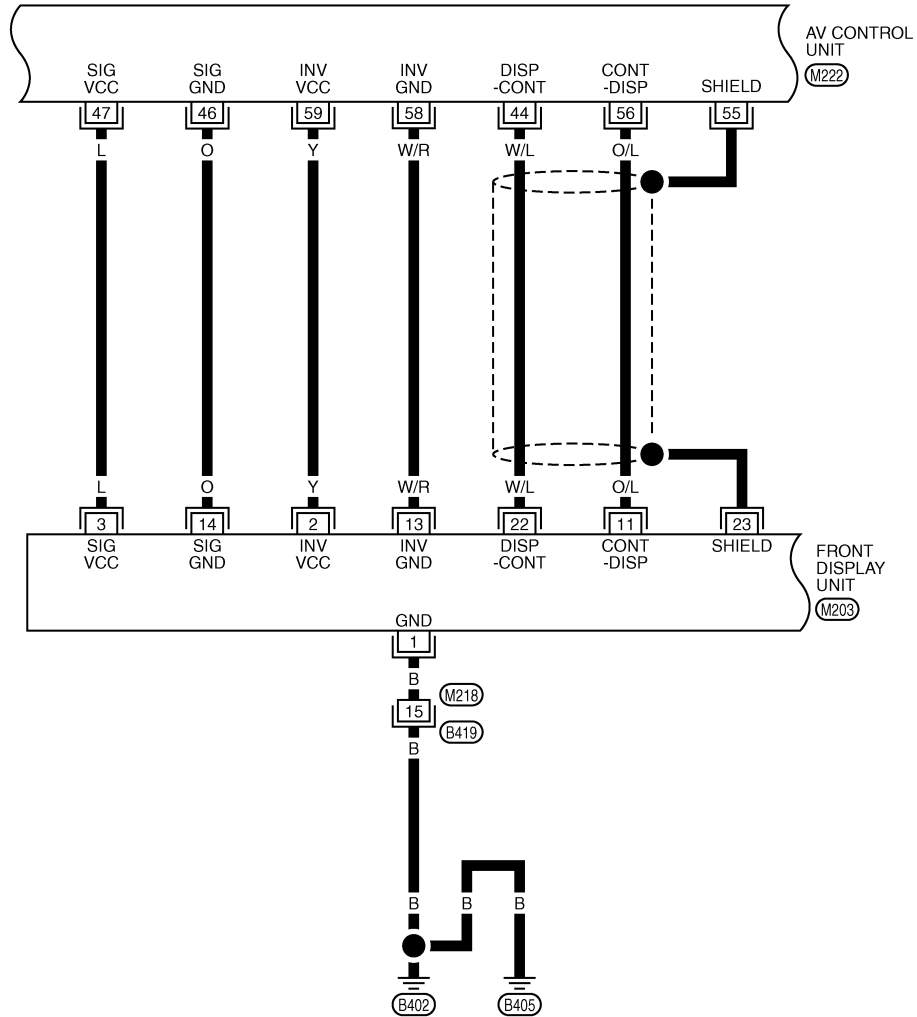 AV CONTROL
UNIT
M222
SIG
VCC
SIG
GND
INV
VCC
INV
GND
DISP
-CONT
CONT
-DISP
SHIELD
47 46 59 58 44 56 55
L O Y W/R W/L O/L
L O Y W/R W/L O/L
3 14 2 13 22 11 23
SIG
VCC
SIG
GND
INV
VCC
INV
GND
DISP
-CONT
CONT
-DISP
SHIELD
FRONT
DISPLAY
UNIT
M203
GND
1
B
M218
15
B419
B
B B B
B402 B405